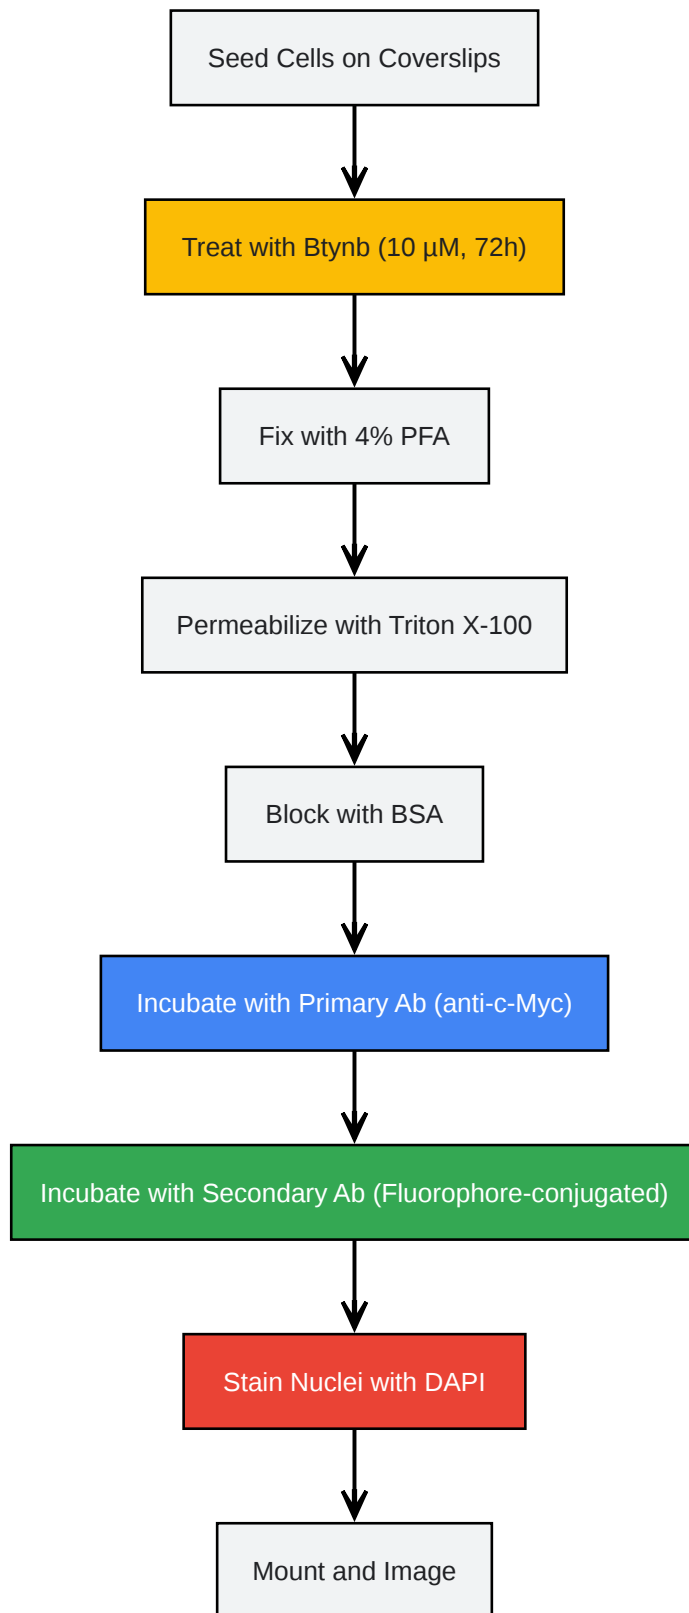 Seed Cells on Coverslips
Treat with Btynb (10 µM, 72h)
Fix with 4% PFA
Permeabilize with Triton X-100
Block with BSA
Incubate with Primary Ab (anti-c-Myc)
Incubate with Secondary Ab (Fluorophore-conjugated)
Stain Nuclei with DAPI
Mount and Image